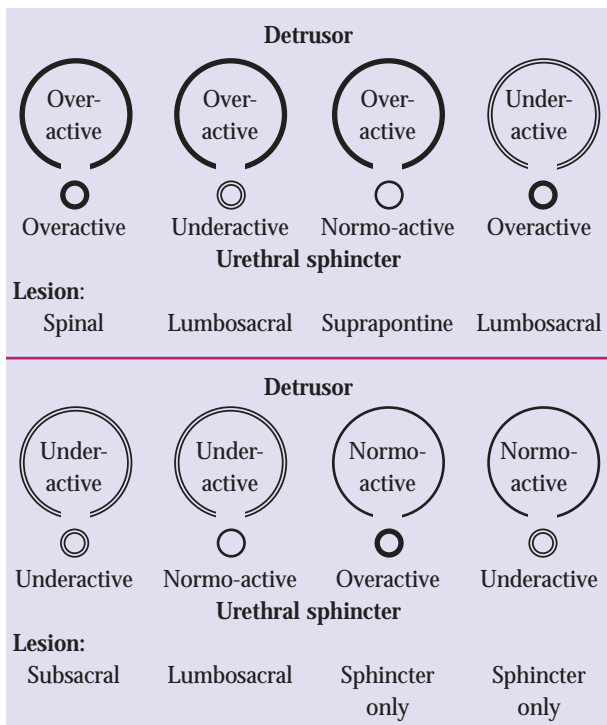 Detrusor
Over- Over- Over- Under-
active active active active
Overactive Underactive Normo-active Overactive
Urethral sphincter
Lesion:
Spinal Lumbosacral Suprapontine Lumbosacral
Detrusor
Under- Under- Normo- Normo-
active active active active
Underactive Normo-active Overactive Underactive
Urethral sphincter
Lesion:
Subsacral Lumbosacral Sphincter Sphincter
only only